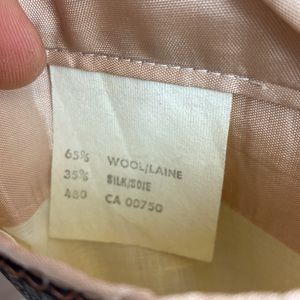 65% WOOL/LAINE
35% SILK/SOIE
480 CA 00750